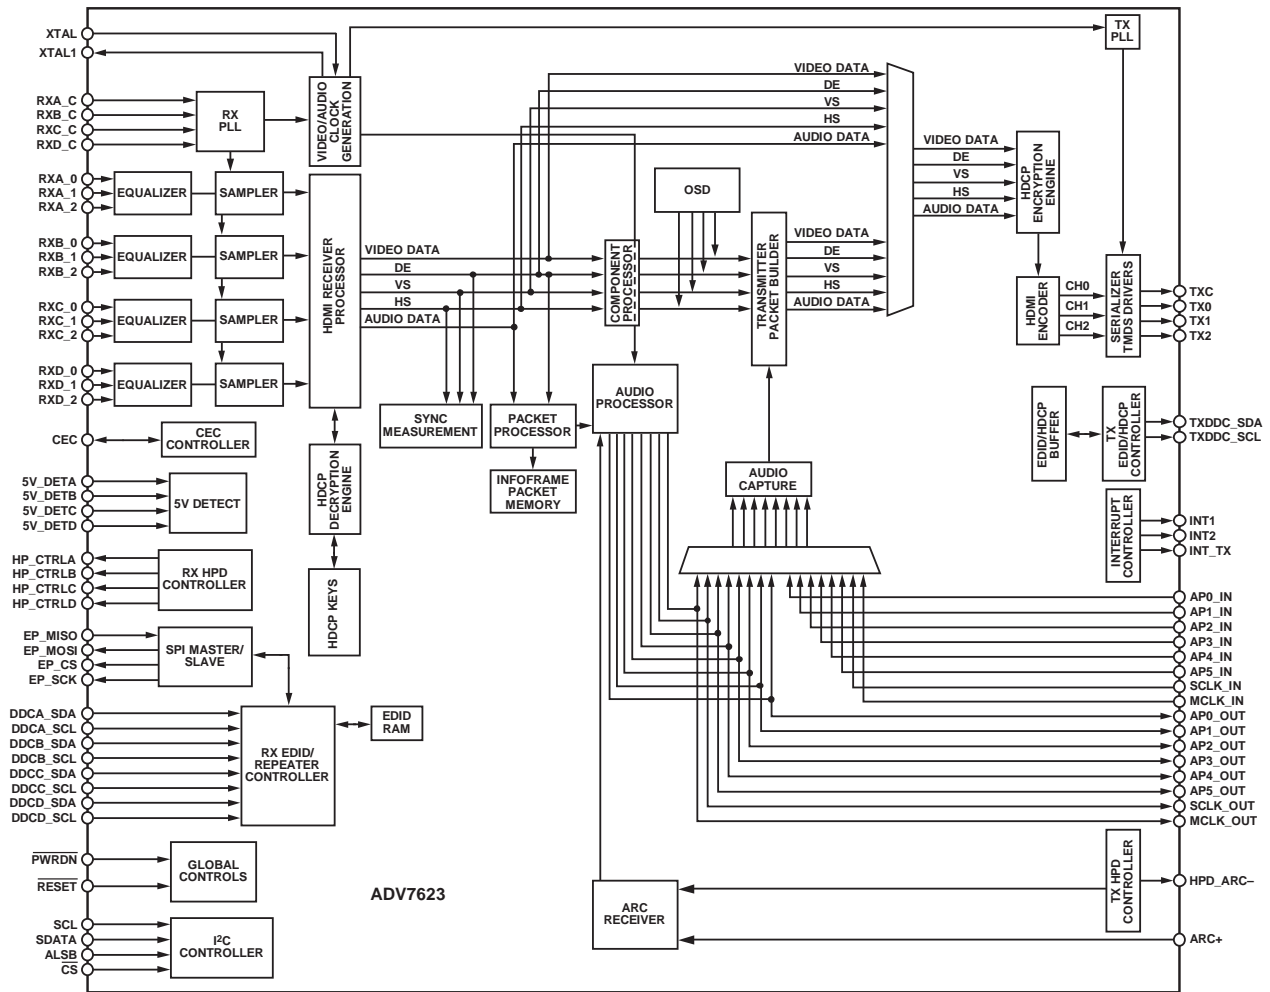 XTAL
XTAL1
RXA_C
RXB_C
RXC_C
RXD_C
RX
PLL
VIDEO/AUDIO
CLOCK
GENERATION
TX
PLL
RXA_0
RXA_1
RXA_2
EQUALIZER
SAMPLER
RXB_0
RXB_1
RXB_2
EQUALIZER
SAMPLER
RXC_0
RXC_1
RXC_2
EQUALIZER
SAMPLER
RXD_0
RXD_1
RXD_2
EQUALIZER
SAMPLER
HDMI RECEIVER
PROCESSOR
VIDEO DATA
DE
VS
HS
AUDIO DATA
VIDEO DATA
DE
VS
HS
AUDIO DATA
OSD
COMPONENT
PROCESSOR
TRANSMITTER
PACKET BUILDER
VIDEO DATA
DE
VS
HS
AUDIO DATA
VIDEO DATA
DE
VS
HS
AUDIO DATA
HDCP
ENCRYPTION
ENGINE
HDMI
ENCODER
CH0
CH1
CH2
SERIALIZER
TMDS DRIVERS
TXC
TX0
TX1
TX2
CEC
CEC
CONTROLLER
5V_DETA
5V_DETB
5V_DETC
5V_DETD
5V DETECT
HP_CTRLA
HP_CTRLB
HP_CTRLC
HP_CTRLD
RX HPD
CONTROLLER
EP_MISO
EP_MOSI
EP_CS
EP_SCK
SPI MASTER/
SLAVE
DDCA_SDA
DDCA_SCL
DDCB_SDA
DDCB_SCL
DDCC_SDA
DDCC_SCL
DDCD_SDA
DDCD_SCL
RX EDID/
REPEATER
CONTROLLER
EDID
RAM
HDCP
DECRYPTION
ENGINE
HDCP KEYS
SYNC
MEASUREMENT
PACKET
PROCESSOR
INFOFRAME
PACKET
MEMORY
AUDIO
PROCESSOR
AUDIO
CAPTURE
EDID/HDCP
BUFFER
TX
EDID/HDCP
CONTROLLER
TXDDC_SDA
TXDDC_SCL
INTERRUPT
CONTROLLER
INT1
INT2
INT_TX
AP0_IN
AP1_IN
AP2_IN
AP3_IN
AP4_IN
AP5_IN
SCLK_IN
MCLK_IN
AP0_OUT
AP1_OUT
AP2_OUT
AP3_OUT
AP4_OUT
AP5_OUT
SCLK_OUT
MCLK_OUT
PWRDN
RESET
GLOBAL
CONTROLS
ADV7623
SCL
SDATA
ALSB
CS
I²C
CONTROLLER
ARC
RECEIVER
TX HPD
CONTROLLER
HPD_ARC–
ARC+